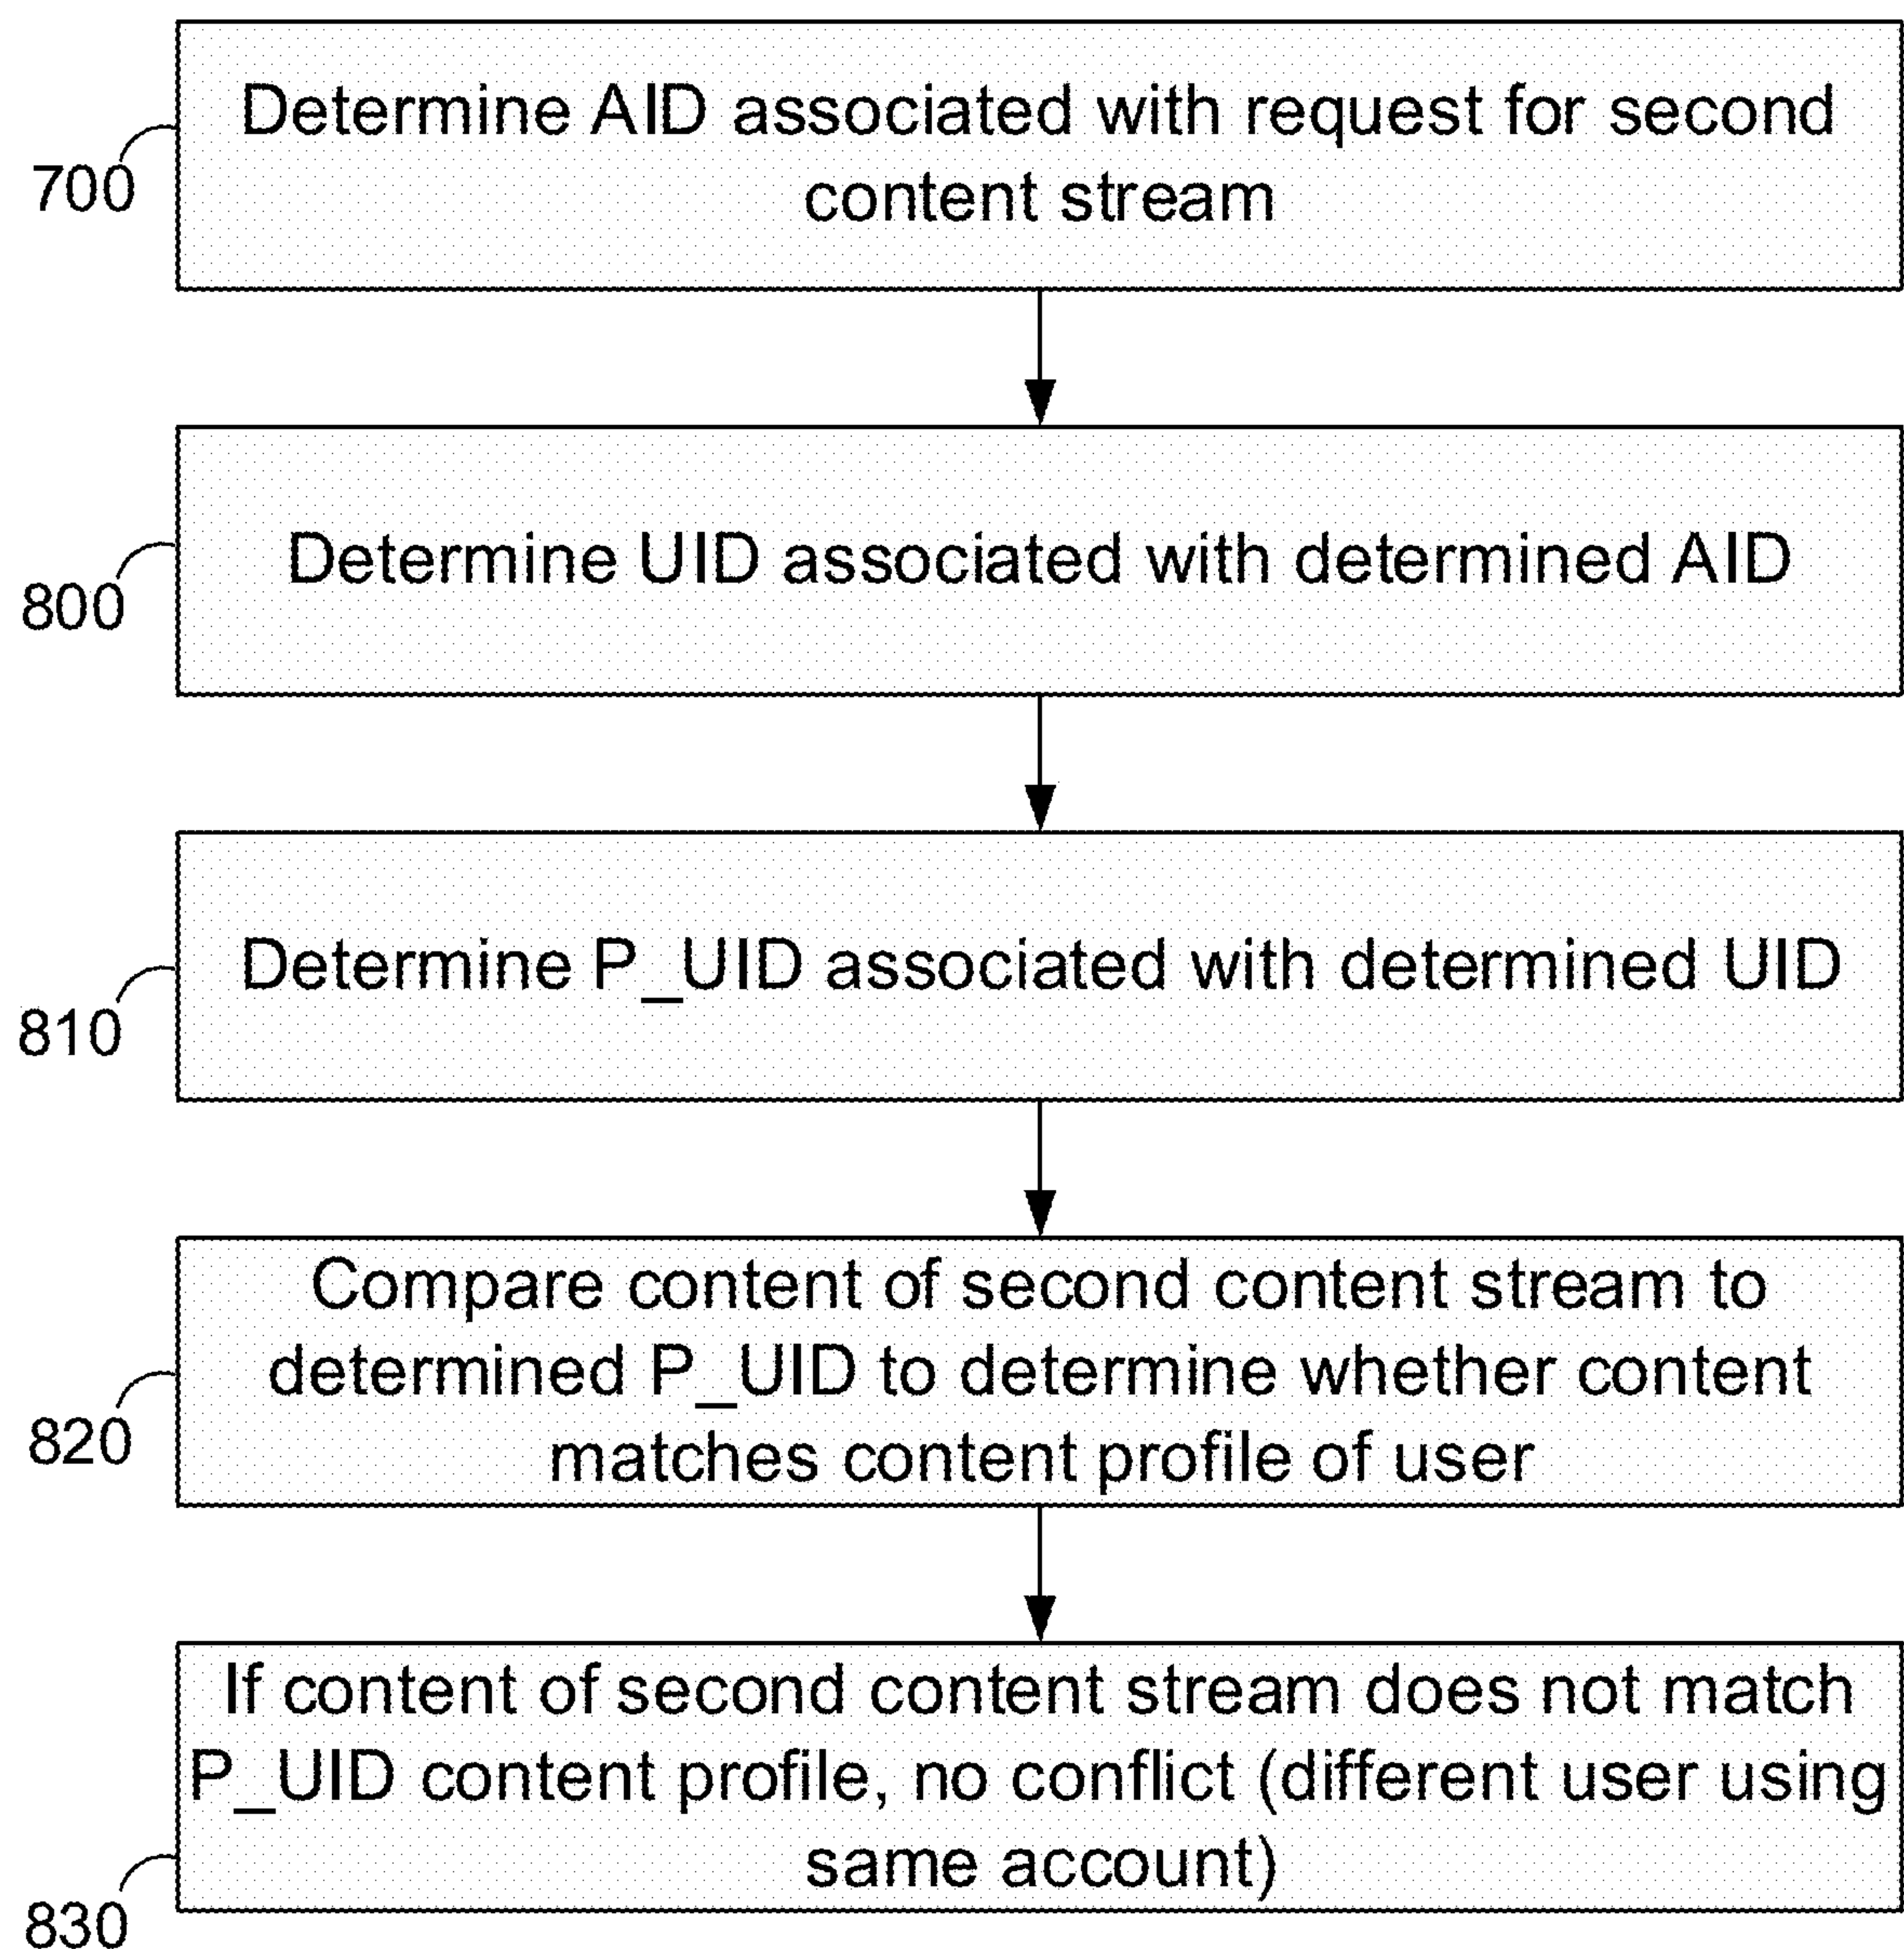 Determine AID associated with request for second
content stream
700
Determine UID associated with determined AID
800
Determine P_UID associated with determined UID
810
Compare content of second content stream to
determined P_UID to determine whether content
matches content profile of user
820
If content of second content stream does not match
P_UID content profile, no conflict (different user using
same account)
830